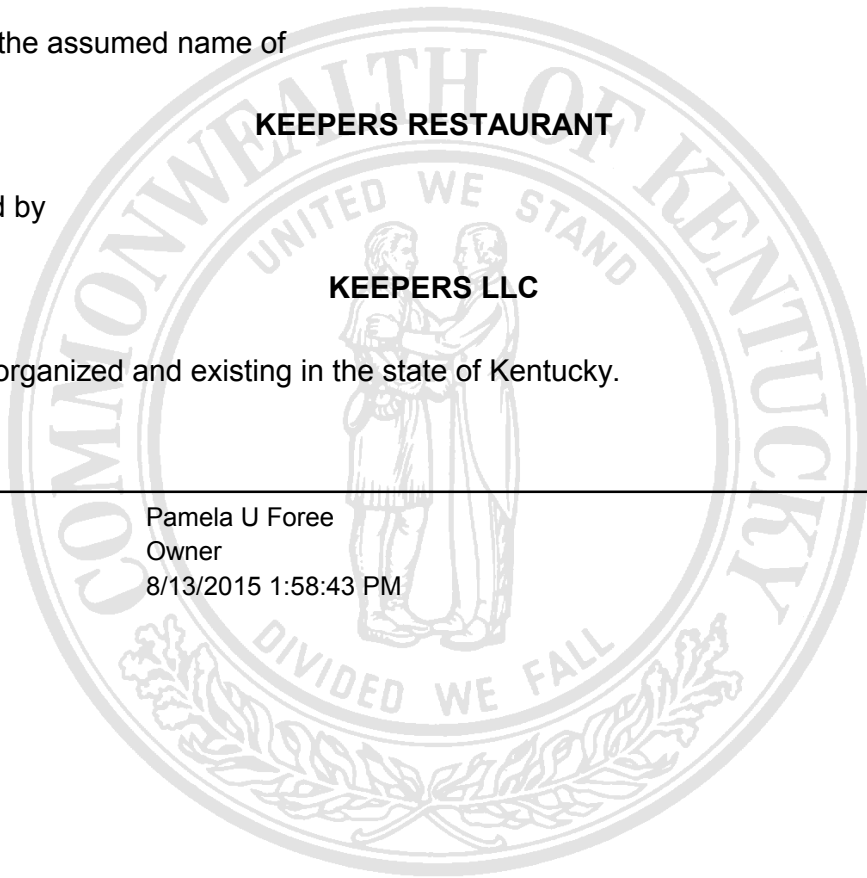 the assumed name of
KEEPERS RESTAURANT
d by
KEEPERS LLC
organized and existing in the state of Kentucky.
Pamela U Foree
Owner
8/13/2015 1:58:43 PM
COMMONWEALTH OF KENTUCKY
UNITED WE STAND
DIVIDED WE FALL